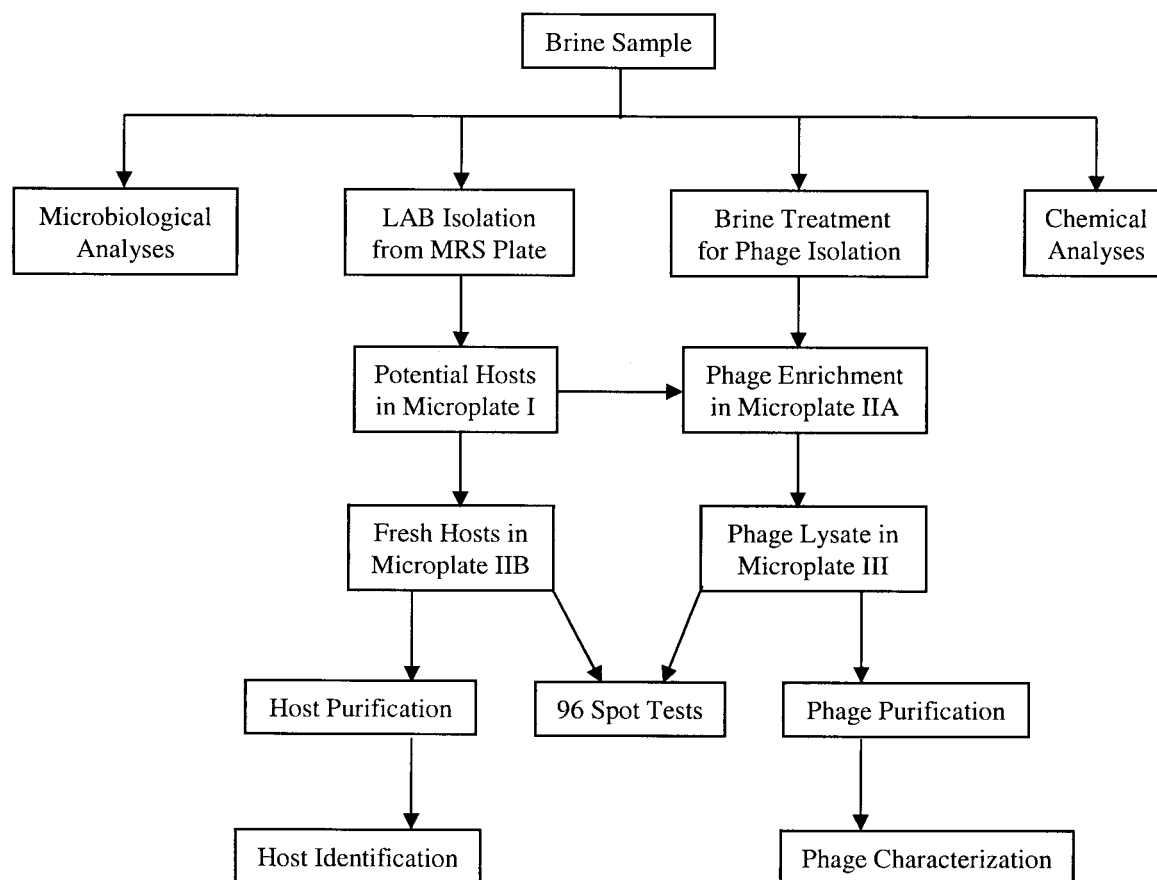 Brine Sample
Microbiological
Analyses
LAB Isolation
from MRS Plate
Brine Treatment
for Phage Isolation
Chemical
Analyses
Potential Hosts
in Microplate I
Phage Enrichment
in Microplate IIA
Fresh Hosts in
Microplate IIB
Phage Lysate in
Microplate III
Host Purification
96 Spot Tests
Phage Purification
Host Identification
Phage Characterization